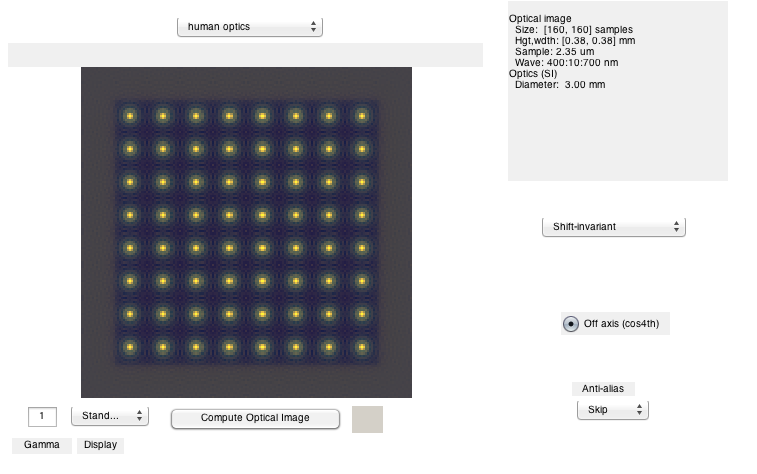 human optics
Optical image
Size:  [160, 160] samples
Hgt,wdth: [0.38, 0.38] mm
Sample: 2.35 um
Wave: 400:10:700 nm
Optics (SI)
Diameter:  3.00 mm
Shift-invariant
Off axis (cos4th)
Anti-alias
Skip
1
Stand...
Compute Optical Image
Gamma
Display